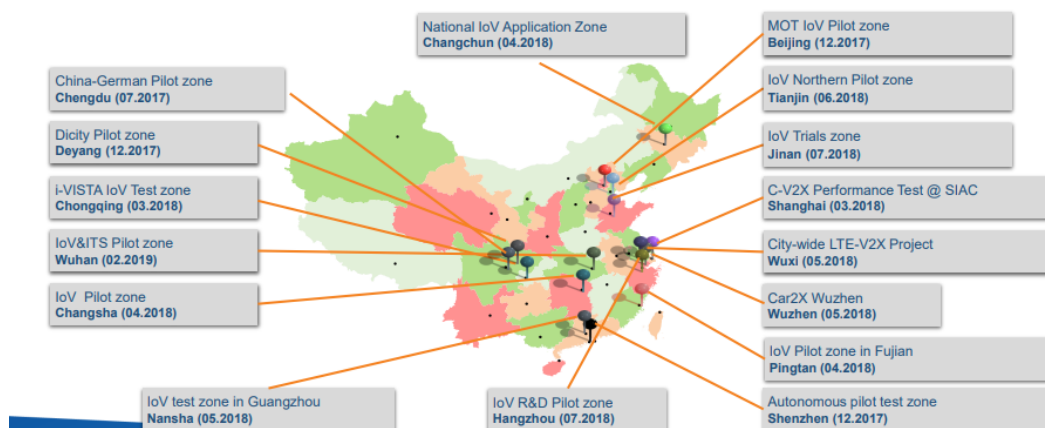 National IoV Application Zone
Changchun (04.2018)
MOT IoV Pilot zone
Beijing (12.2017)
China-German Pilot zone
Chengdu (07.2017)
IoV Northern Pilot zone
Tianjin (06.2018)
Dicity Pilot zone
Deyang (12.2017)
IoV Trials zone
Jinan (07.2018)
i-VISTA IoV Test zone
Chongqing (03.2018)
C-V2X Performance Test @ SIAC
Shanghai (03.2018)
IoV&ITS Pilot zone
Wuhan (02.2019)
City-wide LTE-V2X Project
Wuxi (05.2018)
IoV Pilot zone
Changsha (04.2018)
Car2X Wuzhen
Wuzhen (05.2018)
IoV Pilot zone in Fujian
Pingtan (04.2018)
IoV test zone in Guangzhou
Nansha (05.2018)
IoV R&D Pilot zone
Hangzhou (07.2018)
Autonomous pilot test zone
Shenzhen (12.2017)